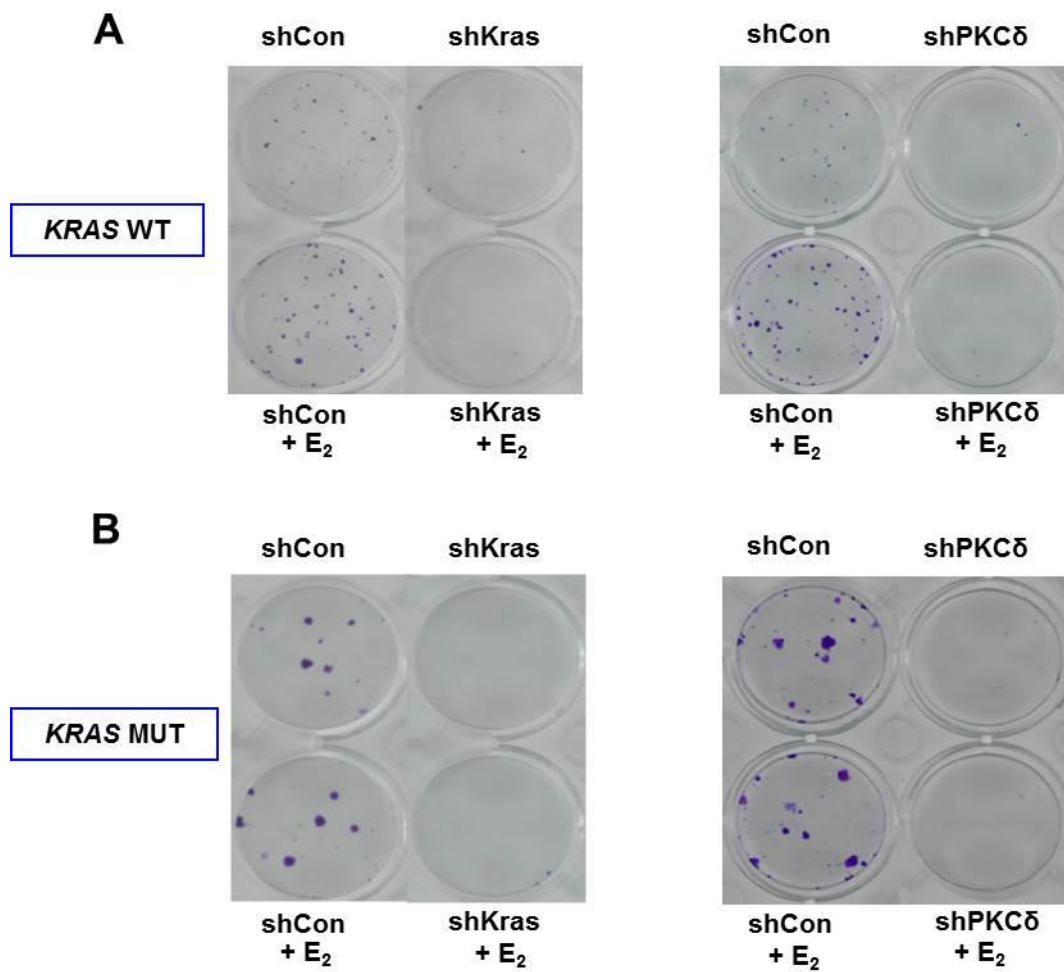 A
shCon shKras shCon shPKCδ
KRAS WT
shCon shKras shCon shPKCδ
+ E₂ + E₂ + E₂ + E₂
B
shCon shKras shCon shPKCδ
KRAS MUT
shCon shKras shCon shPKCδ
+ E₂ + E₂ + E₂ + E₂